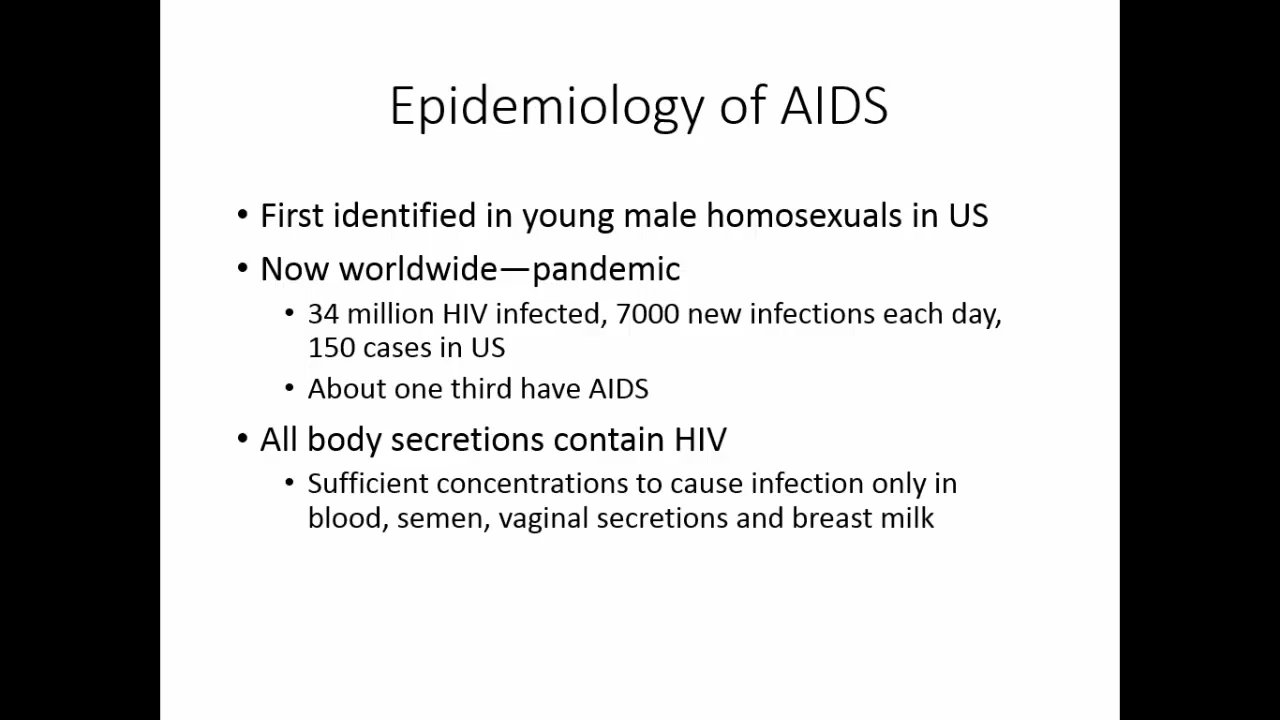 Epidemiology of AIDS
• First identified in young male homosexuals in US
• Now worldwide—pandemic
• 34 million HIV infected, 7000 new infections each day,
150 cases in US
• About one third have AIDS
• All body secretions contain HIV
• Sufficient concentrations to cause infection only in
blood, semen, vaginal secretions and breast milk